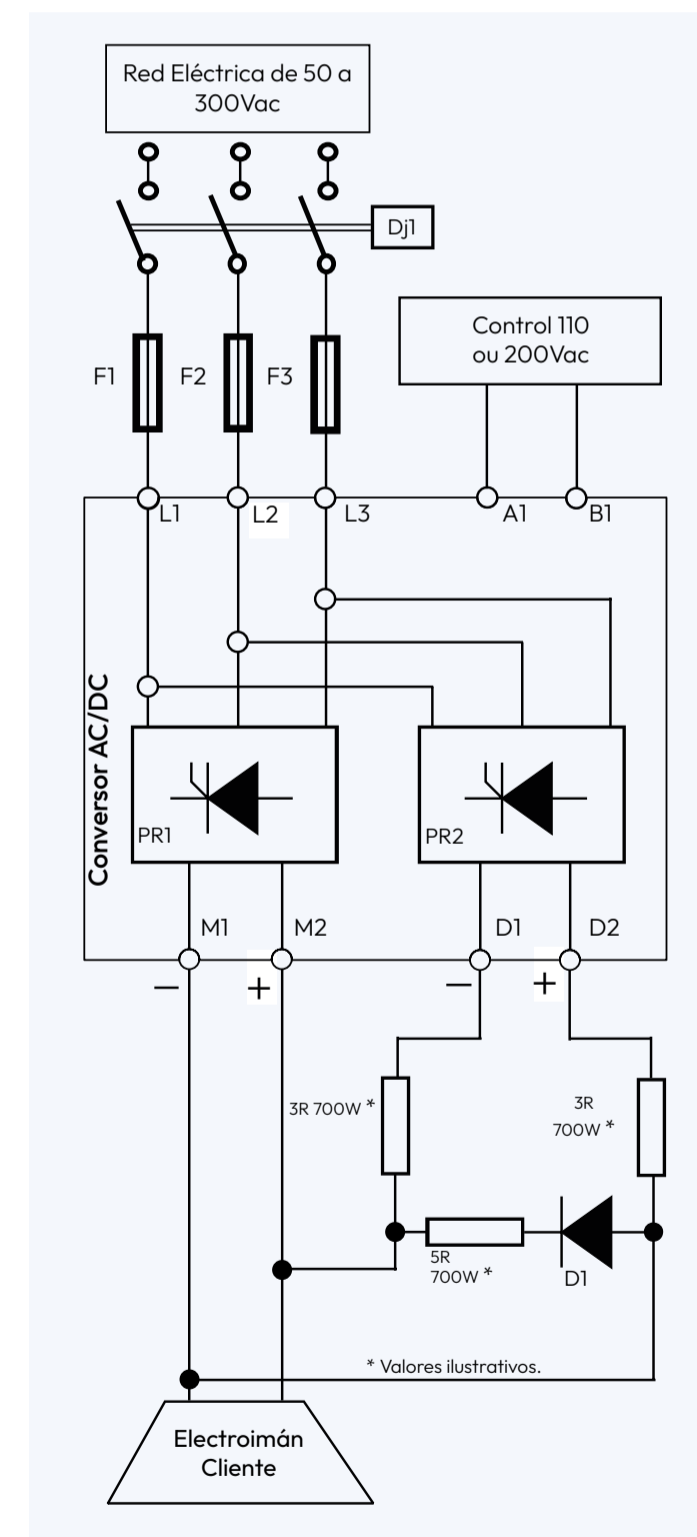 Red Eléctrica de 50 a
300Vac
Dj1
Control 110
ou 200Vac
F1
F2
F3
L1
L2
L3
A1
B1
Conversor AC/DC
PR1
PR2
M1
M2
D1
D2
−
+
−
+
3R 700W *
3R
700W *
5R
700W *
D1
* Valores ilustrativos.
Electroimán
Cliente